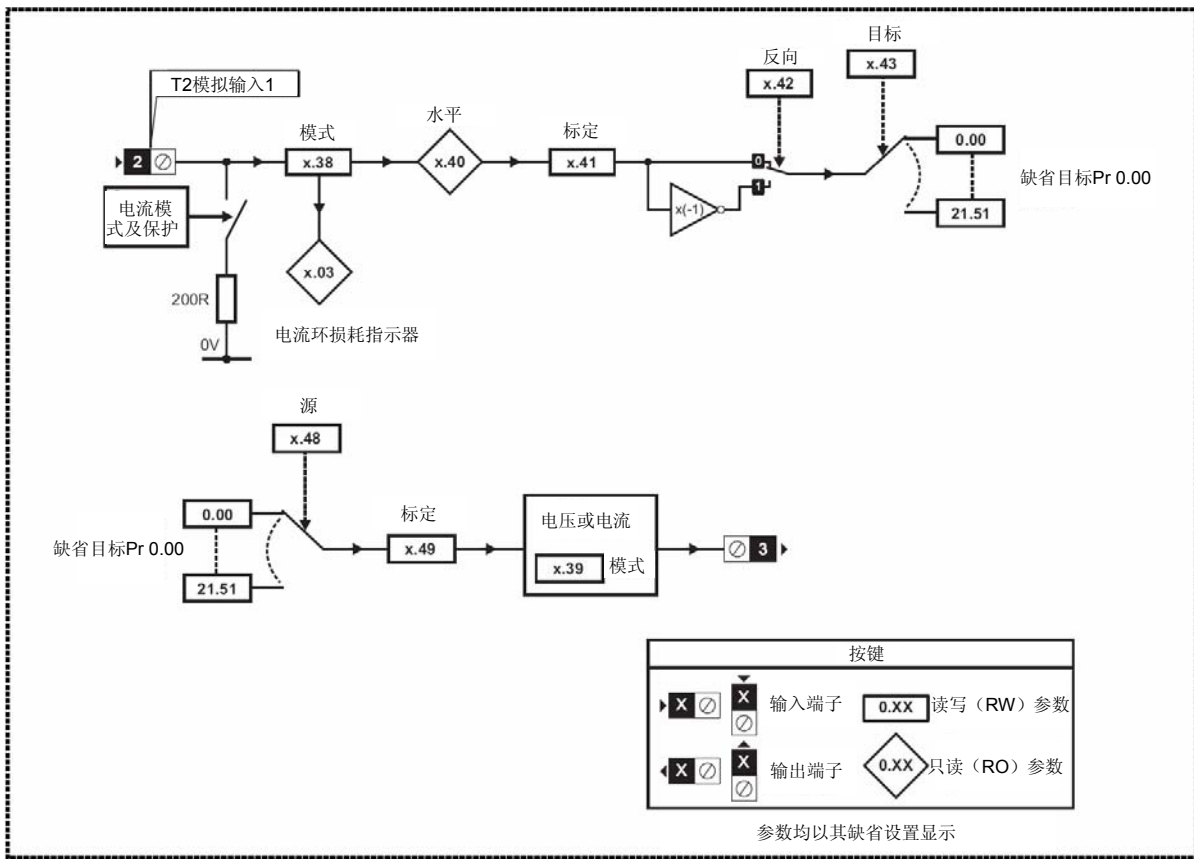 目标
反向
x.43
T2模拟输入1
x.42
水平
模式
标定
2
x.38
x.40
x.41
0
0.00
缺省目标Pr 0.00
1
x(-1)
21.51
电流模
式及保护
x.03
200R
电流环损耗指示器
0V
源
x.48
0.00
标定
电压或电流
缺省目标Pr 0.00
x.49
3
x.39 模式
21.51
按键
X X 输入端子 0.XX 读写（RW）参数
X X 输出端子 0.XX 只读（RO）参数
参数均以其缺省设置显示